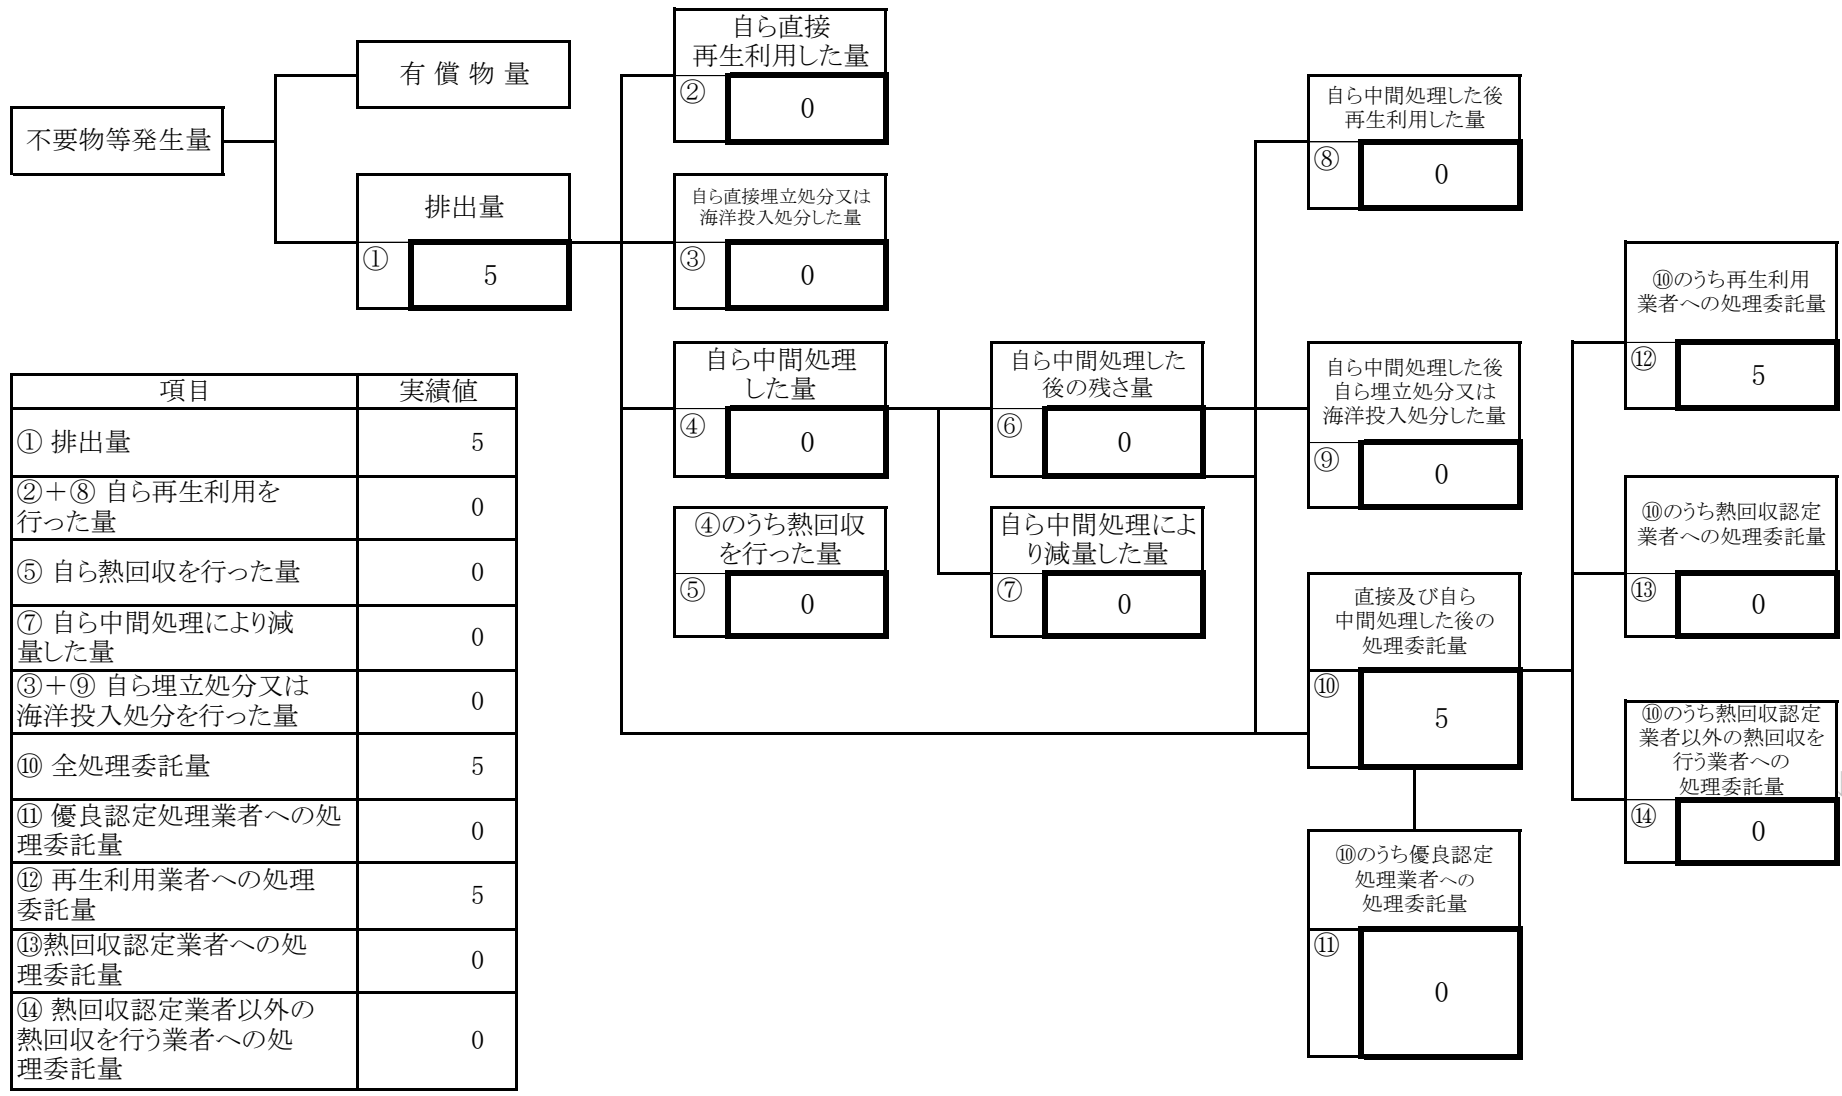 不要物等発生量
有 償 物 量
排出量
①
5
自ら直接
再生利用した量
②
0
自ら直接埋立処分又は
海洋投入処分した量
③
0
自ら中間処理
した量
④
0
④のうち熱回収
を行った量
⑤
0
自ら中間処理した
後の残さ量
⑥
0
自ら中間処理によ
り減量した量
⑦
0
自ら中間処理した後
再生利用した量
⑧
0
自ら中間処理した後
自ら埋立処分又は
海洋投入処分した量
⑨
0
直接及び自ら
中間処理した後の
処理委託量
⑩
5
⑩のうち優良認定
処理業者への
処理委託量
⑪
0
⑩のうち再生利用
業者への処理委託量
⑫
5
⑩のうち熱回収認定
業者への処理委託量
⑬
0
⑩のうち熱回収認定
業者以外の熱回収を
行う業者への
処理委託量
⑭
0
項目 実績値
① 排出量 5
②+⑧ 自ら再生利用を
行った量 0
⑤ 自ら熱回収を行った量 0
⑦ 自ら中間処理により減
量した量 0
③+⑨ 自ら埋立処分又は
海洋投入処分を行った量 0
⑩ 全処理委託量 5
⑪ 優良認定処理業者への処
理委託量 0
⑫ 再生利用業者への処理
委託量 5
⑬熱回収認定業者への処
理委託量 0
⑭ 熱回収認定業者以外の
熱回収を行う業者への処
理委託量 0